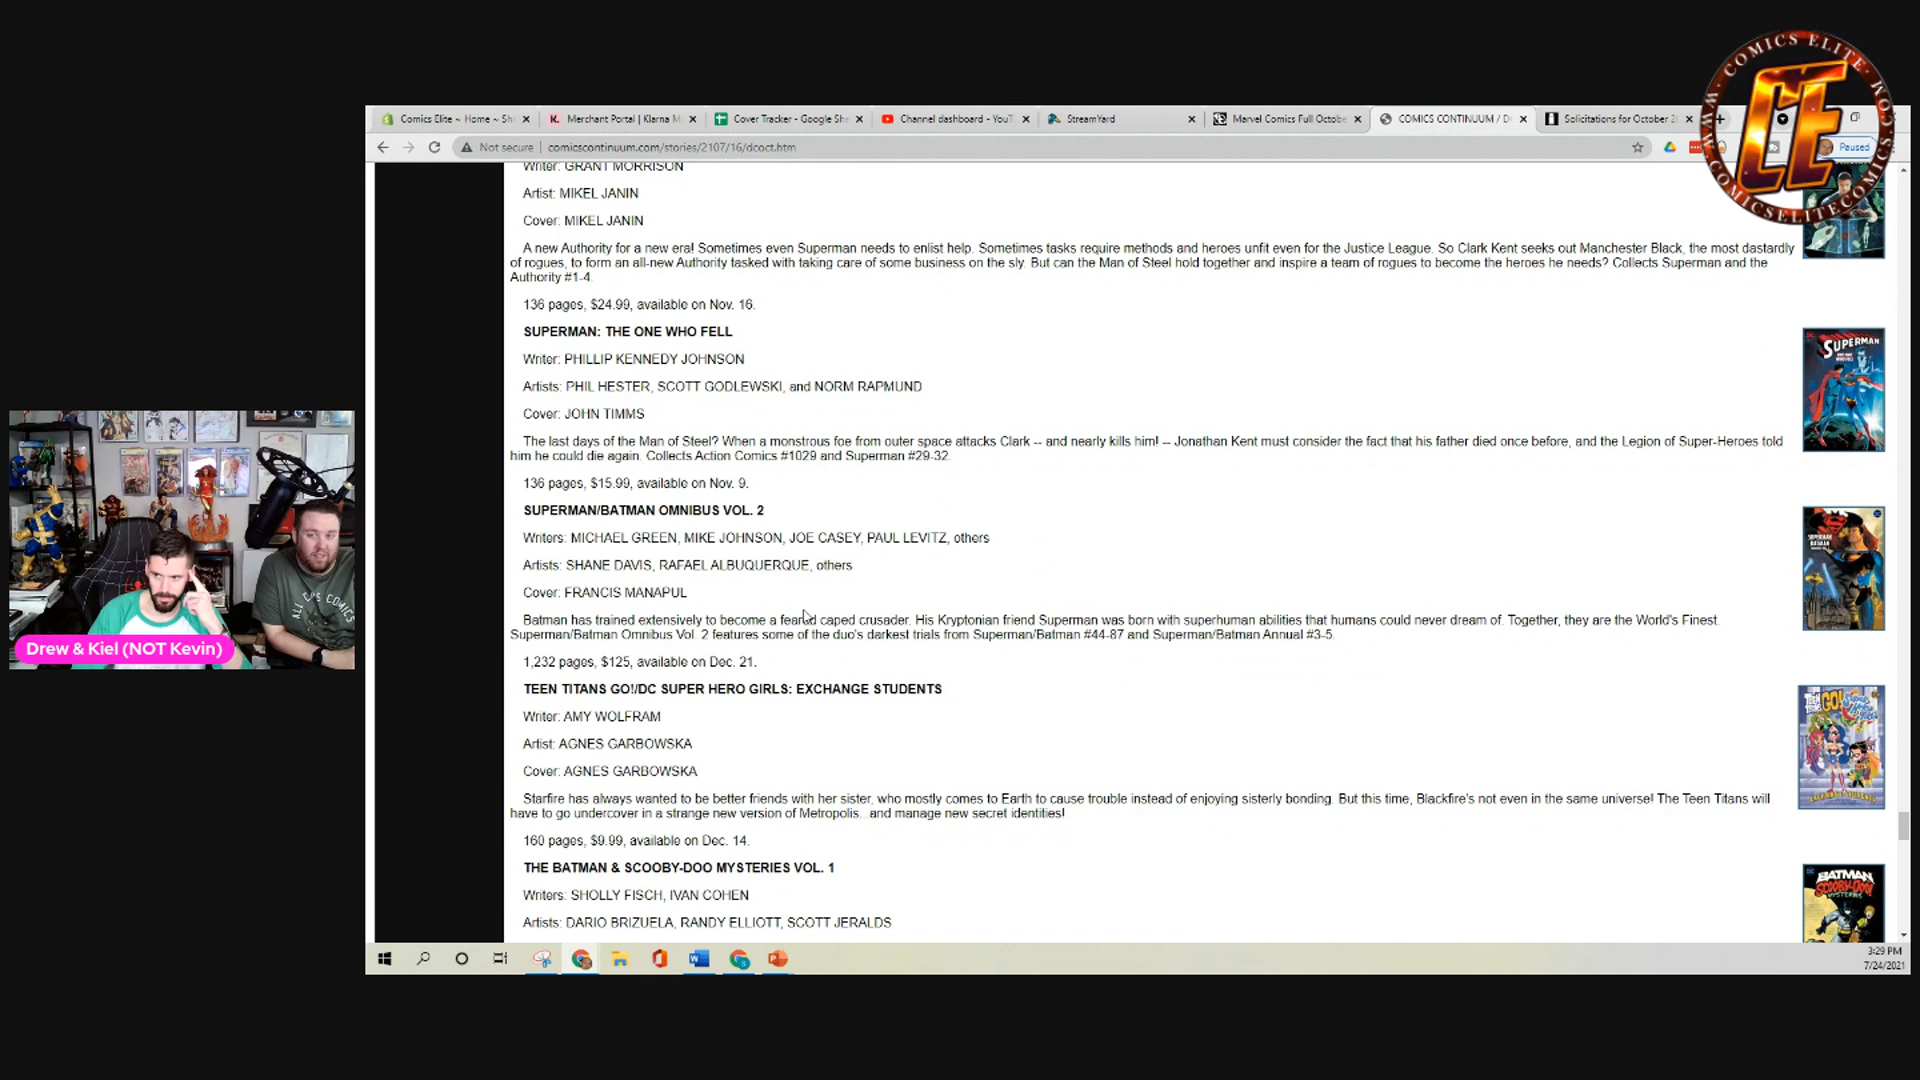 COMICS ELITE
WWW.COMICSELITECOMICS.COM
CE
Comics Elite ~ Home ~ Sh
Merchant Portal | Klarna M
Cover Tracker - Google She
Channel dashboard - YouT
StreamYard
Marvel Comics Full Octobe
COMICS CONTINUUM / D
Solicitations for October 2
Not secure | comicscontinuum.com/stories/2107/16/dcoct.htm
Paused
Writer: GRANT MORRISON
Artist: MIKEL JANIN
Cover: MIKEL JANIN
A new Authority for a new era! Sometimes even Superman needs to enlist help. Sometimes tasks require methods and heroes unfit even for the Justice League. So Clark Kent seeks out Manchester Black, the most dastardly
of rogues, to form an all-new Authority tasked with taking care of some business on the sly. But can the Man of Steel hold together and inspire a team of rogues to become the heroes he needs? Collects Superman and the
Authority #1-4.
136 pages, $24.99, available on Nov. 16.
SUPERMAN: THE ONE WHO FELL
Writer: PHILLIP KENNEDY JOHNSON
Artists: PHIL HESTER, SCOTT GODLEWSKI, and NORM RAPMUND
Cover: JOHN TIMMS
The last days of the Man of Steel? When a monstrous foe from outer space attacks Clark -- and nearly kills him! -- Jonathan Kent must consider the fact that his father died once before, and the Legion of Super-Heroes told
him he could die again. Collects Action Comics #1029 and Superman #29-32.
136 pages, $15.99, available on Nov. 9.
SUPERMAN
SUPERMAN/BATMAN OMNIBUS VOL. 2
Writers: MICHAEL GREEN, MIKE JOHNSON, JOE CASEY, PAUL LEVITZ, others
Artists: SHANE DAVIS, RAFAEL ALBUQUERQUE, others
Cover: FRANCIS MANAPUL
Batman has trained extensively to become a feared caped crusader. His Kryptonian friend Superman was born with superhuman abilities that humans could never dream of. Together, they are the World's Finest.
Superman/Batman Omnibus Vol. 2 features some of the duo's darkest trials from Superman/Batman #44-87 and Superman/Batman Annual #3-5.
1,232 pages, $125, available on Dec. 21.
SUPERMAN
BATMAN
TEEN TITANS GO!/DC SUPER HERO GIRLS: EXCHANGE STUDENTS
Writer: AMY WOLFRAM
Artist: AGNES GARBOWSKA
Cover: AGNES GARBOWSKA
Starfire has always wanted to be better friends with her sister, who mostly comes to Earth to cause trouble instead of enjoying sisterly bonding. But this time, Blackfire's not even in the same universe! The Teen Titans will
have to go undercover in a strange new version of Metropolis...and manage new secret identities!
160 pages, $9.99, available on Dec. 14.
GO!
THE BATMAN & SCOOBY-DOO MYSTERIES VOL. 1
Writers: SHOLLY FISCH, IVAN COHEN
Artists: DARIO BRIZUELA, RANDY ELLIOTT, SCOTT JERALDS
BATMAN
SCOOBY-DOO!
MYSTERIES
ALL C PS COMICS
Drew & Kiel (NOT Kevin)
3:29 PM
7/24/2021